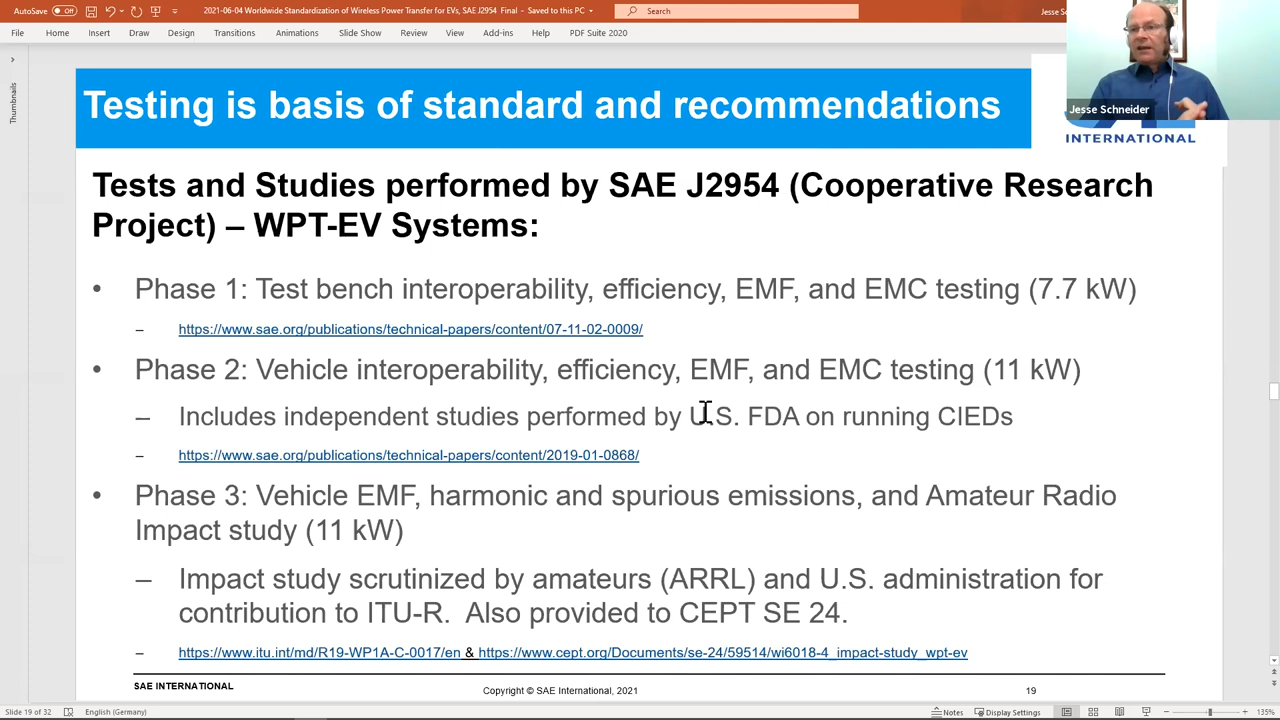 AutoSave Off 2021-06-04 Worldwide Standardization of Wireless Power Transfer for EVs, SAE J2954 Final - Saved to this PC Search Jesse Sc
File Home Insert Draw Design Transitions Animations Slide Show Review View Add-ins Help PDF Suite 2020
Thumbnails
Jesse Schneider
INTERNATIONAL
Testing is basis of standard and recommendations
Tests and Studies performed by SAE J2954 (Cooperative Research
Project) – WPT-EV Systems:
• Phase 1: Test bench interoperability, efficiency, EMF, and EMC testing (7.7 kW)
– https://www.sae.org/publications/technical-papers/content/07-11-02-0009/
• Phase 2: Vehicle interoperability, efficiency, EMF, and EMC testing (11 kW)
– Includes independent studies performed by U.S. FDA on running CIEDs
– https://www.sae.org/publications/technical-papers/content/2019-01-0868/
• Phase 3: Vehicle EMF, harmonic and spurious emissions, and Amateur Radio
Impact study (11 kW)
– Impact study scrutinized by amateurs (ARRL) and U.S. administration for
contribution to ITU-R. Also provided to CEPT SE 24.
– https://www.itu.int/md/R19-WP1A-C-0017/en & https://www.cept.org/Documents/se-24/59514/wi6018-4_impact-study_wpt-ev
SAE INTERNATIONAL Copyright © SAE International, 2021 19
Slide 19 of 32 English (Germany) Notes Display Settings 135%